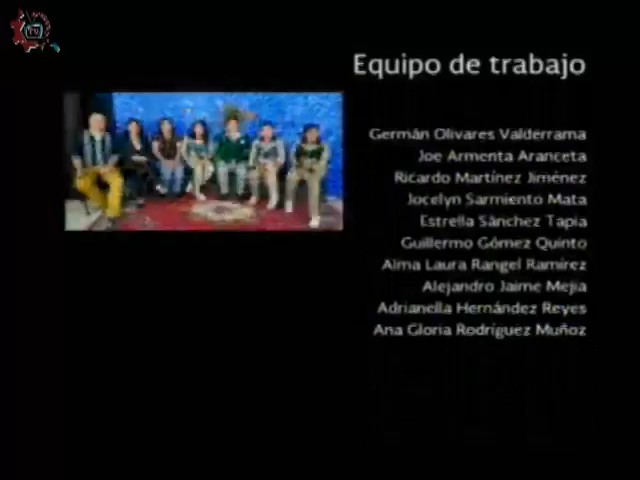 TV
Equipo de trabajo
Germán Olivares Valderrama
Joe Armenta Aranceta
Ricardo Martínez Jiménez
Jocelyn Sarmiento Mata
Estrella Sánchez Tapia
Guillermo Gómez Quinto
Alma Laura Rangel Ramírez
Alejandro Jaime Mejía
Adrianella Hernández Reyes
Ana Gloria Rodríguez Muñoz